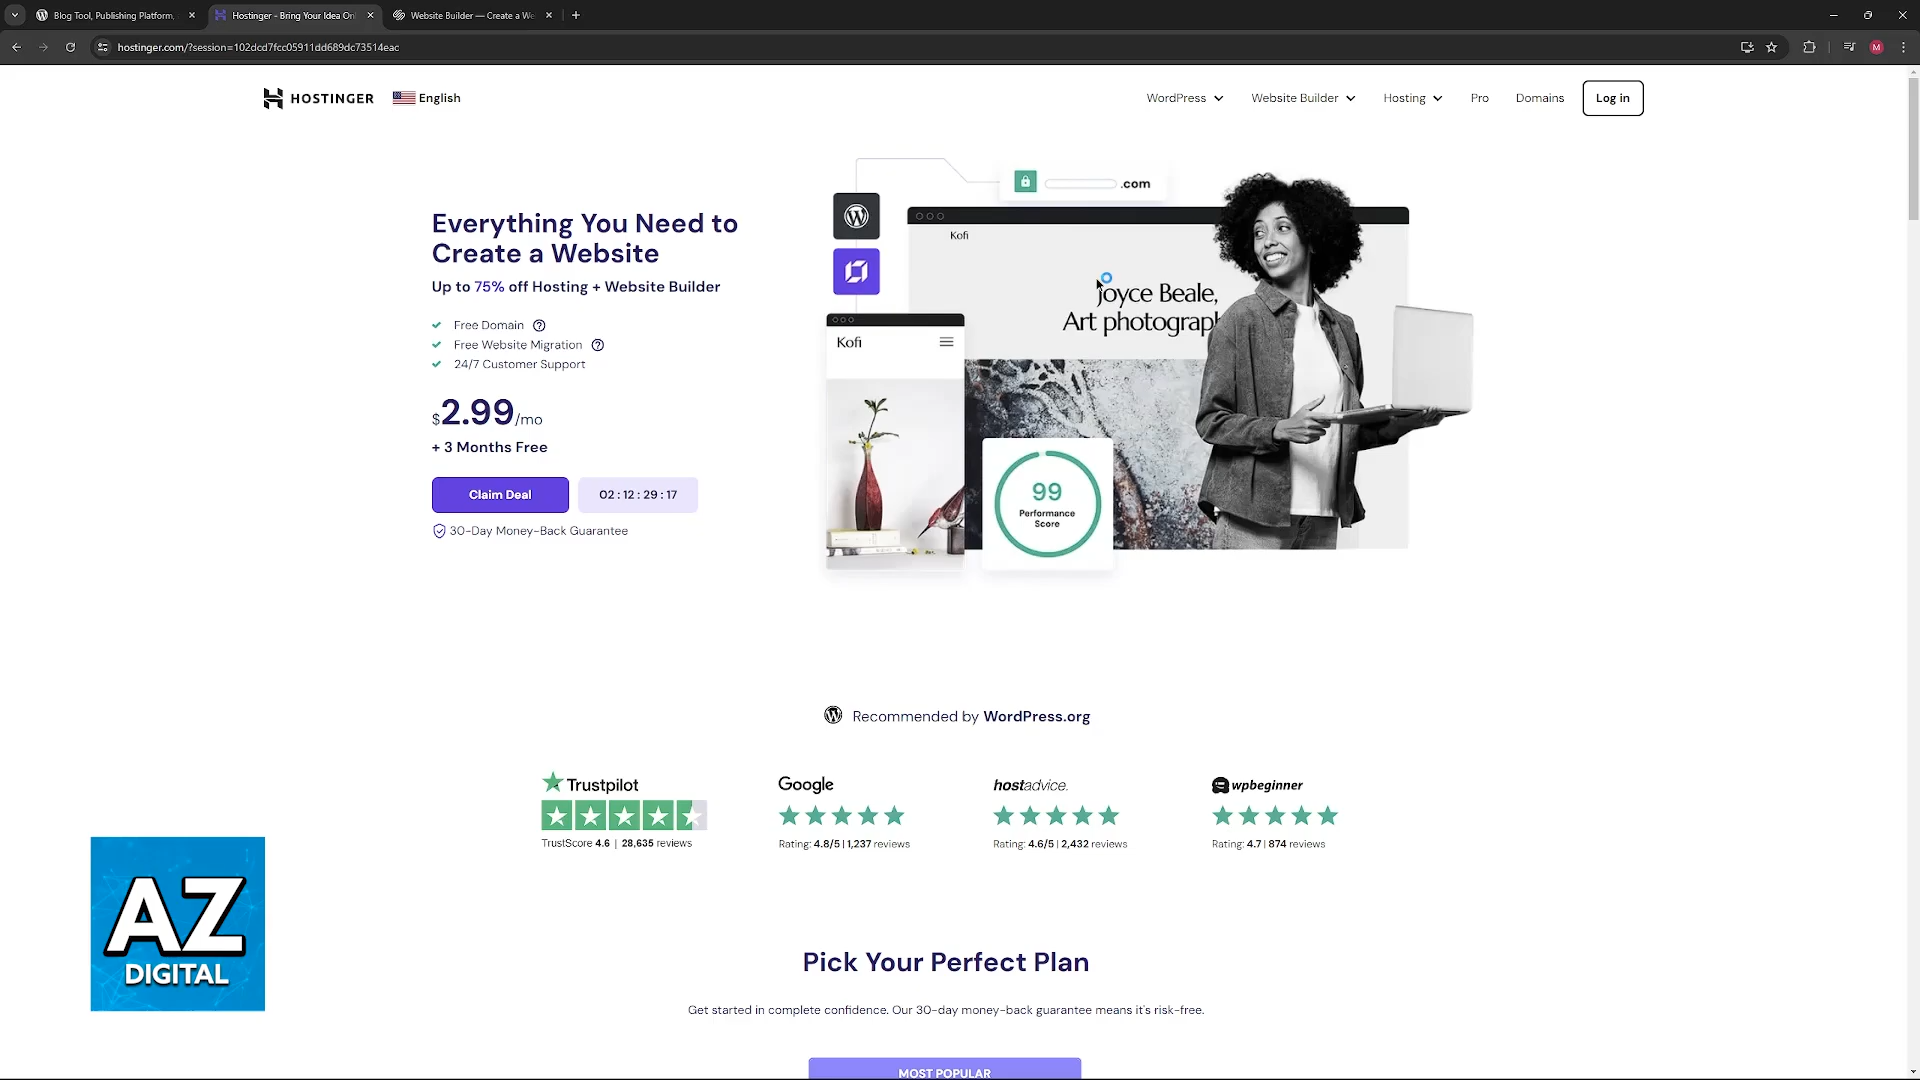 Blog Tool, Publishing Platform,
Hostinger - Bring Your Idea Onl
Website Builder — Create a We
hostinger.com/?session=102dcd7fcc05911dd689dc73514eac
M
HOSTINGER
English
WordPress
Website Builder
Hosting
Pro
Domains
Log in
.com
Kofi
Everything You Need to
Create a Website
Up to 75% off Hosting + Website Builder
Joyce Beale,
Art photograph
Free Domain
Free Website Migration
24/7 Customer Support
Kofi
$2.99/mo
+ 3 Months Free
Claim Deal
02 : 12 : 29 : 17
30-Day Money-Back Guarantee
99
Performance
Score
Recommended by WordPress.org
Trustpilot
TrustScore 4.6 | 28,635 reviews
Google
Rating: 4.8/5 | 1,237 reviews
hostadvice.
Rating: 4.6/5 | 2,432 reviews
wpbeginner
Rating: 4.7 | 874 reviews
AZ
DIGITAL
Pick Your Perfect Plan
Get started in complete confidence. Our 30-day money-back guarantee means it's risk-free.
MOST POPULAR